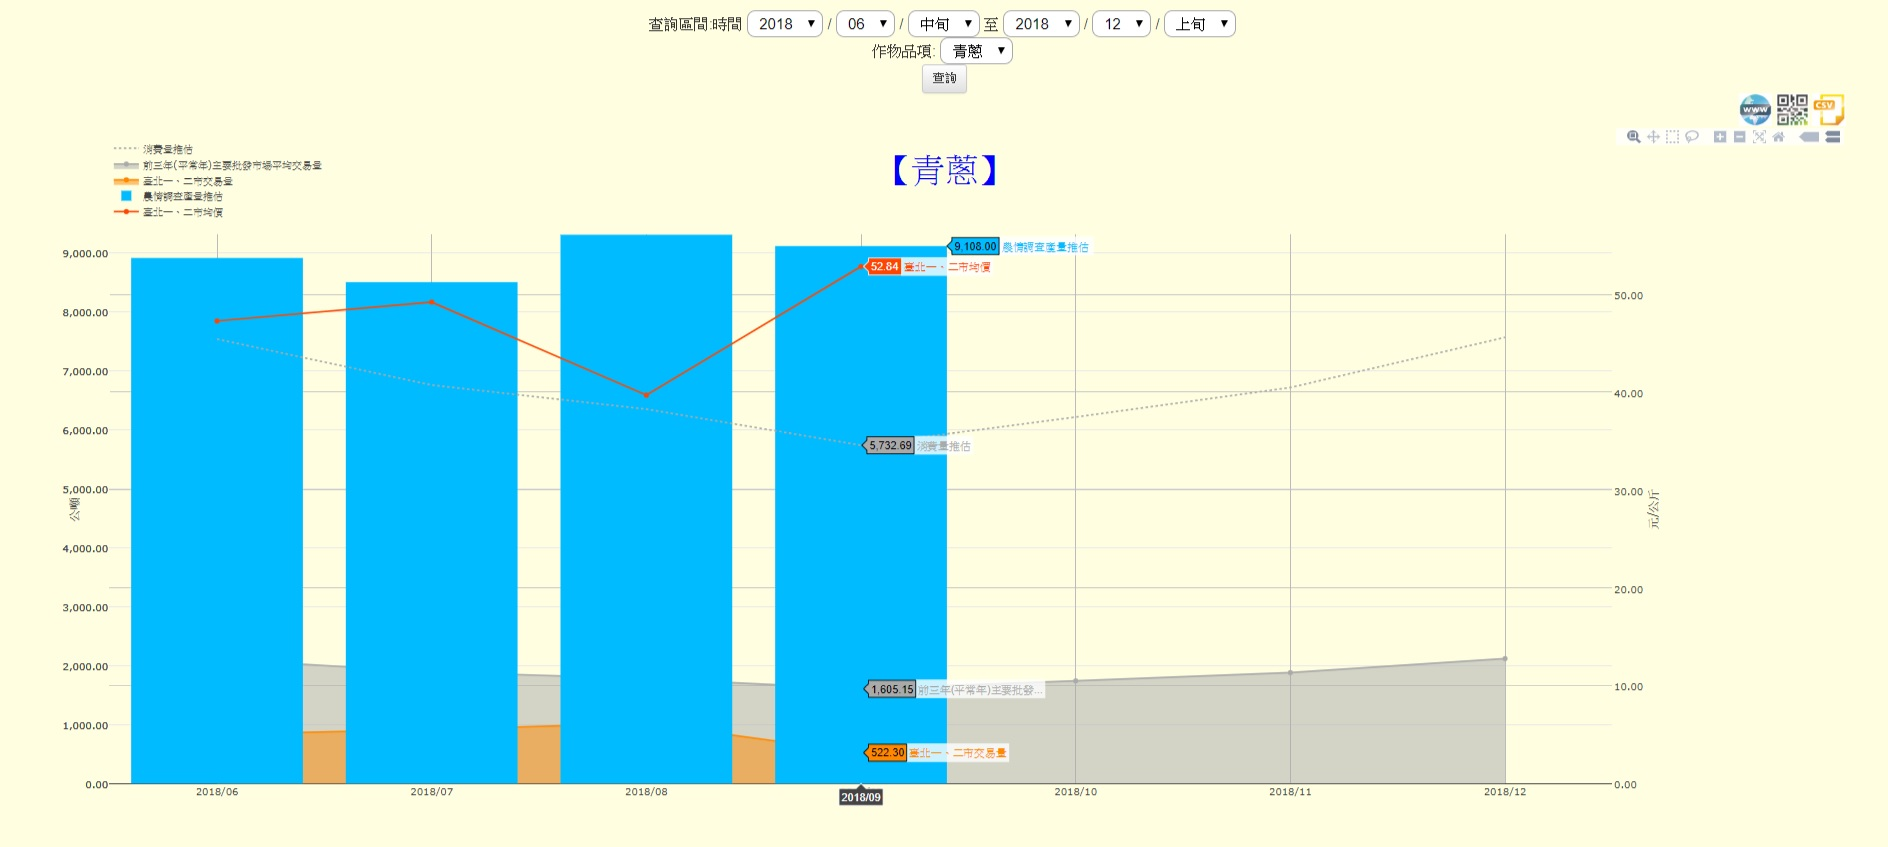 查詢區間:時間 2018 / 06 / 中旬 至 2018 / 12 / 上旬
作物品項: 青蔥
查詢
WWW CSV
消費量推估
前三年(平常年)主要批發市場平均交易量
臺北一、二市交易量
農情調查產量推估
臺北一、二市均價
【青蔥】
9,000.00
8,000.00
7,000.00
6,000.00
5,000.00
4,000.00
3,000.00
2,000.00
1,000.00
0.00
公噸
9,108.00 農情調查產量推估
52.84 臺北一、二市均價
5,732.69 消費量推估
1,605.15 前三年(平常年)主要批發...
522.30 臺北一、二市交易量
50.00
40.00
30.00
20.00
10.00
0.00
元/公斤
2018/06 2018/07 2018/08 2018/09 2018/10 2018/11 2018/12